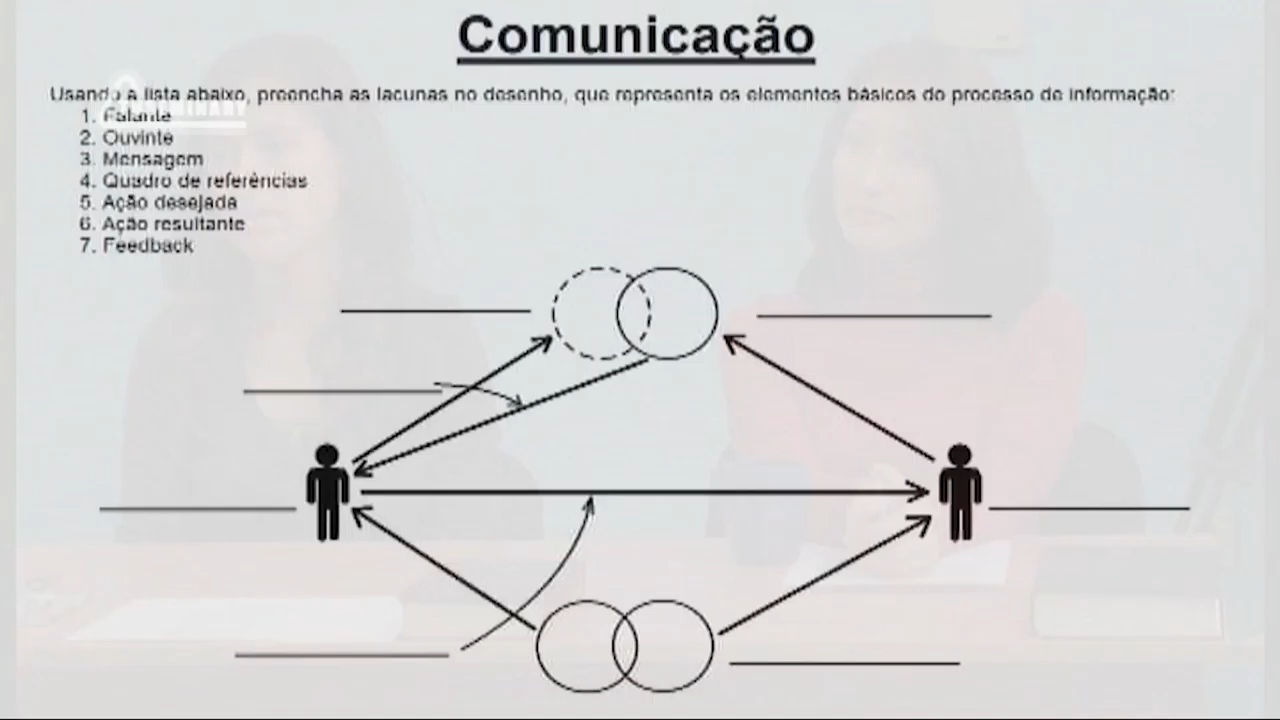 Comunicação
Usando a lista abaixo, preencha as lacunas no desenho, que representa os elementos básicos do processo de informação:
1. Falante
2. Ouvinte
3. Mensagem
4. Quadro de referências
5. Ação desejada
6. Ação resultante
7. Feedback